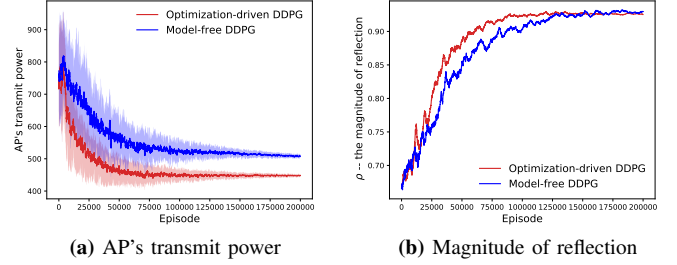 Optimization-driven DDPG
Model-free DDPG
AP's transmit power
900
800
700
600
500
400
0 25000 50000 75000 100000 125000 150000 175000 200000
Episode
(a) AP's transmit power
ρ -- the magnitude of reflection
0.90
0.85
0.80
0.75
0.70
Optimization-driven DDPG
Model-free DDPG
0 25000 50000 75000 100000 125000 150000 175000 200000
Episode
(b) Magnitude of reflection